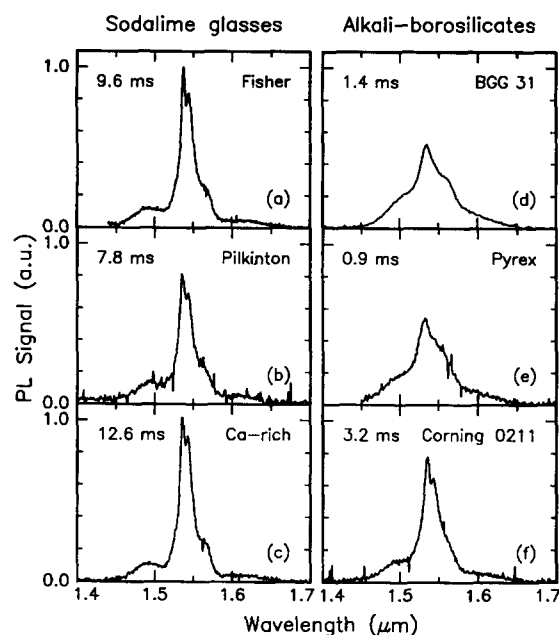 Sodalime glasses
Alkali-borosilicates
PL Signal (a.u.)
1.0
0.0
9.6 ms
Fisher
(a)
1.4 ms
BGG 31
(d)
1.0
0.0
7.8 ms
Pilkinton
(b)
0.9 ms
Pyrex
(e)
1.0
0.0
12.6 ms
Ca-rich
(c)
3.2 ms
Corning 0211
(f)
1.4 1.5 1.6 1.7
1.4 1.5 1.6 1.7
Wavelength (μm)